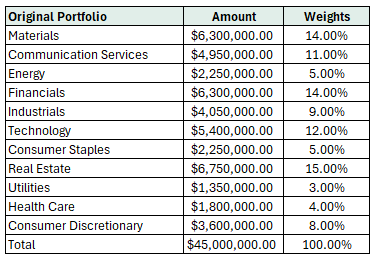 Original Portfolio Amount Weights
Materials $6,300,000.00 14.00%
Communication Services $4,950,000.00 11.00%
Energy $2,250,000.00 5.00%
Financials $6,300,000.00 14.00%
Industrials $4,050,000.00 9.00%
Technology $5,400,000.00 12.00%
Consumer Staples $2,250,000.00 5.00%
Real Estate $6,750,000.00 15.00%
Utilities $1,350,000.00 3.00%
Health Care $1,800,000.00 4.00%
Consumer Discretionary $3,600,000.00 8.00%
Total $45,000,000.00 100.00%